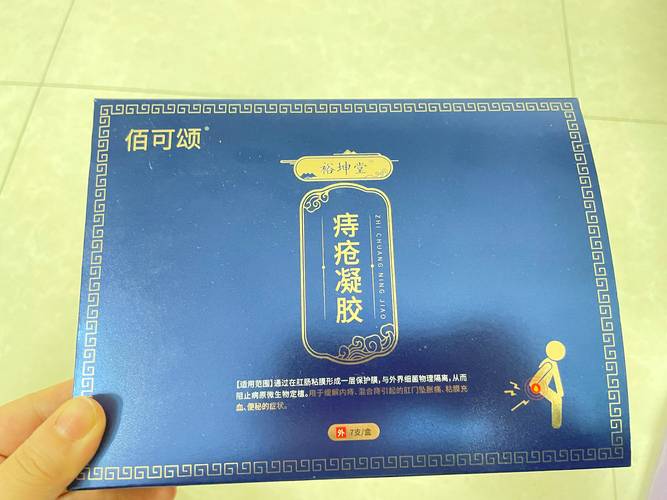 佰可颂®
裕坤堂
痔疮凝胶
ZHI CHUANG NING JIAO
【适用范围】通过在肛肠粘膜形成一层保护膜，与外界细菌物理隔离，从而
阻止病原微生物定植。用于缓解内痔、混合痔引起的肛门坠胀痛、粘膜充
血、便秘的症状。
外 7支/盒